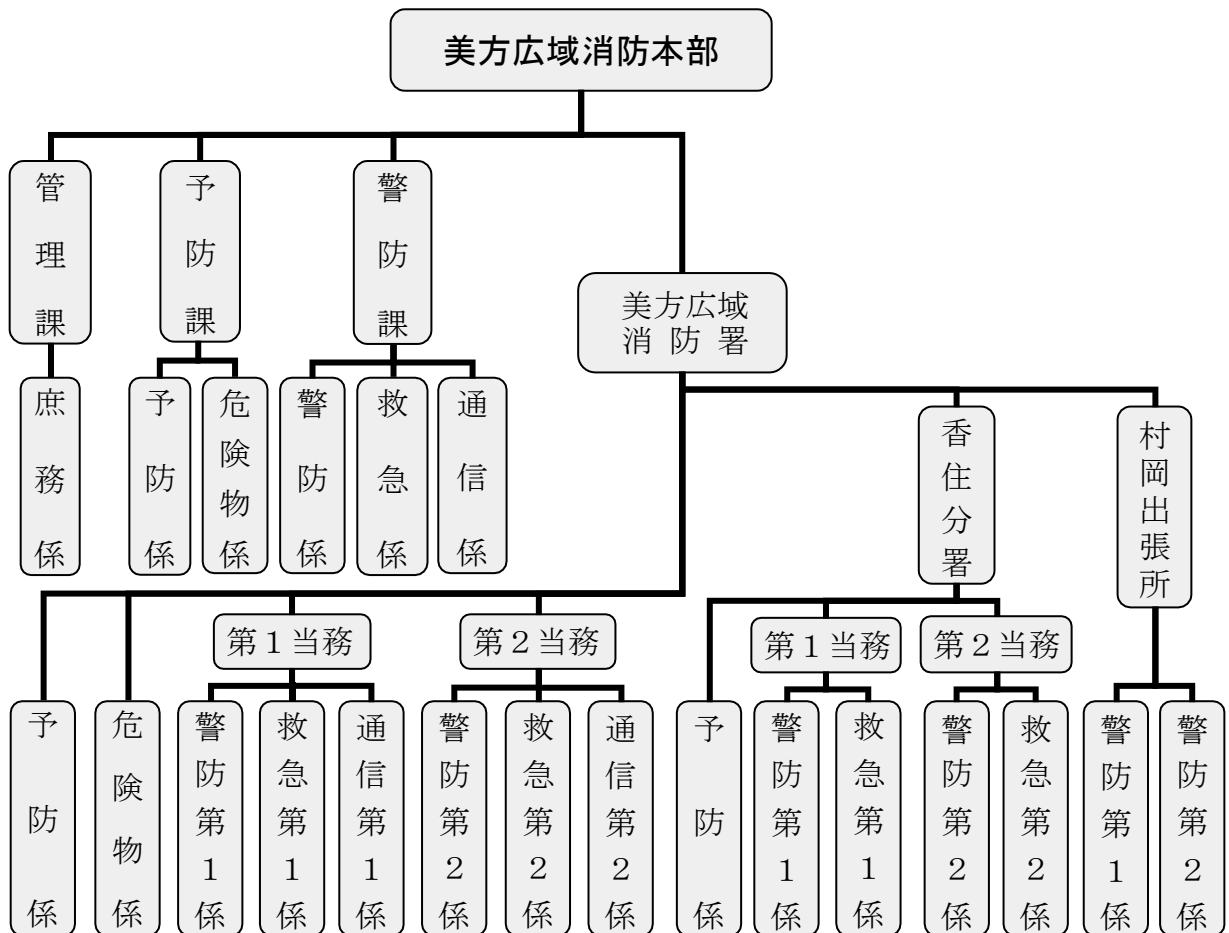 美方広域消防本部
管理課
予防課
警防課
美方広域
消防署
庶務係
予防係
危険物係
警防係
救急係
通信係
香住分署
村岡出張所
第1当務
第2当務
第1当務
第2当務
予防係
危険物係
警防第1係
救急第1係
通信第1係
警防第2係
救急第2係
通信第2係
予防係
警防第1係
救急第1係
警防第2係
救急第2係
警防第1係
警防第2係